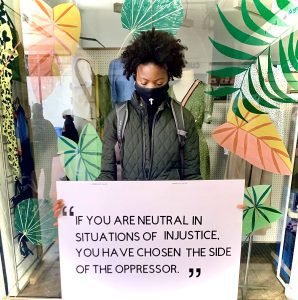 “ IF YOU ARE NEUTRAL IN
SITUATIONS OF INJUSTICE,
YOU HAVE CHOSEN THE SIDE
OF THE OPPRESSOR. ”